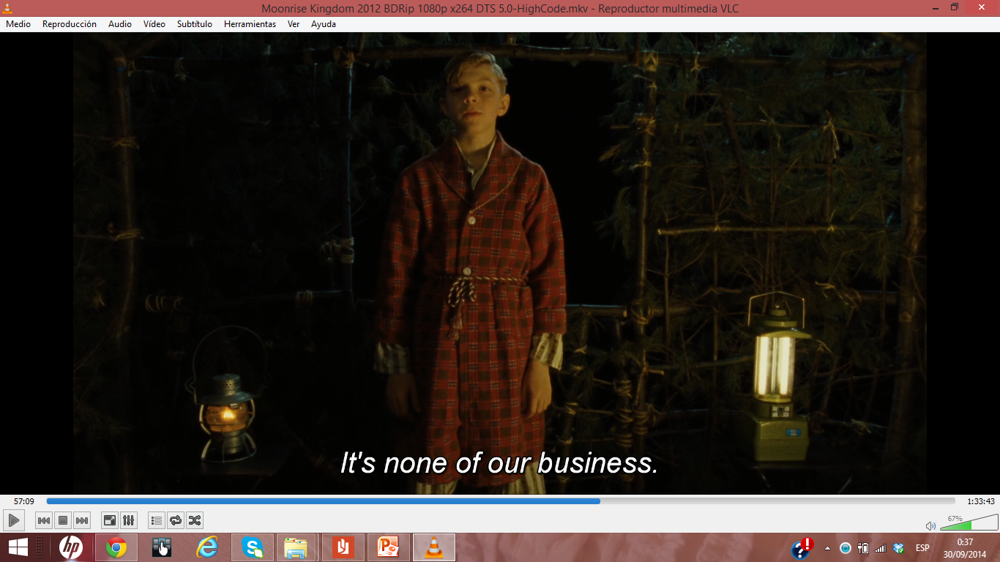 Moonrise Kingdom 2012 BDRip 1080p x264 DTS 5.0-HighCode.mkv - Reproductor multimedia VLC
Medio Reproducción Audio Vídeo Subtítulo Herramientas Ver Ayuda
It's none of our business.
57:09 1:33:43
67%
hp
ESP
0:37
30/09/2014